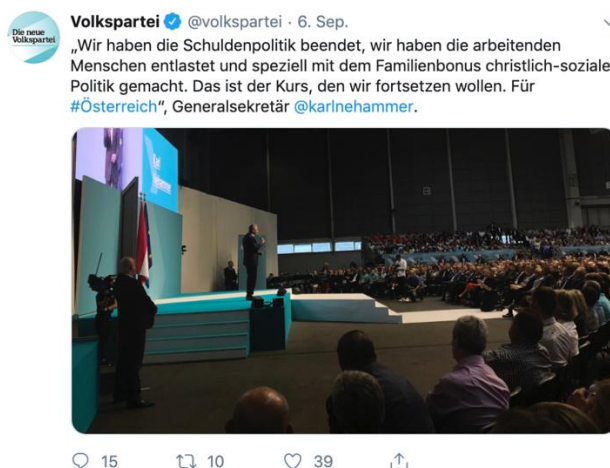 Die neue
Volkspartei
Volkspartei @volkspartei · 6. Sep.
„Wir haben die Schuldenpolitik beendet, wir haben die arbeitenden
Menschen entlastet und speziell mit dem Familienbonus christlich-soziale
Politik gemacht. Das ist der Kurs, den wir fortsetzen wollen. Für
#Österreich“, Generalsekretär @karlnehammer.
Karl
Nehammer
15 10 39